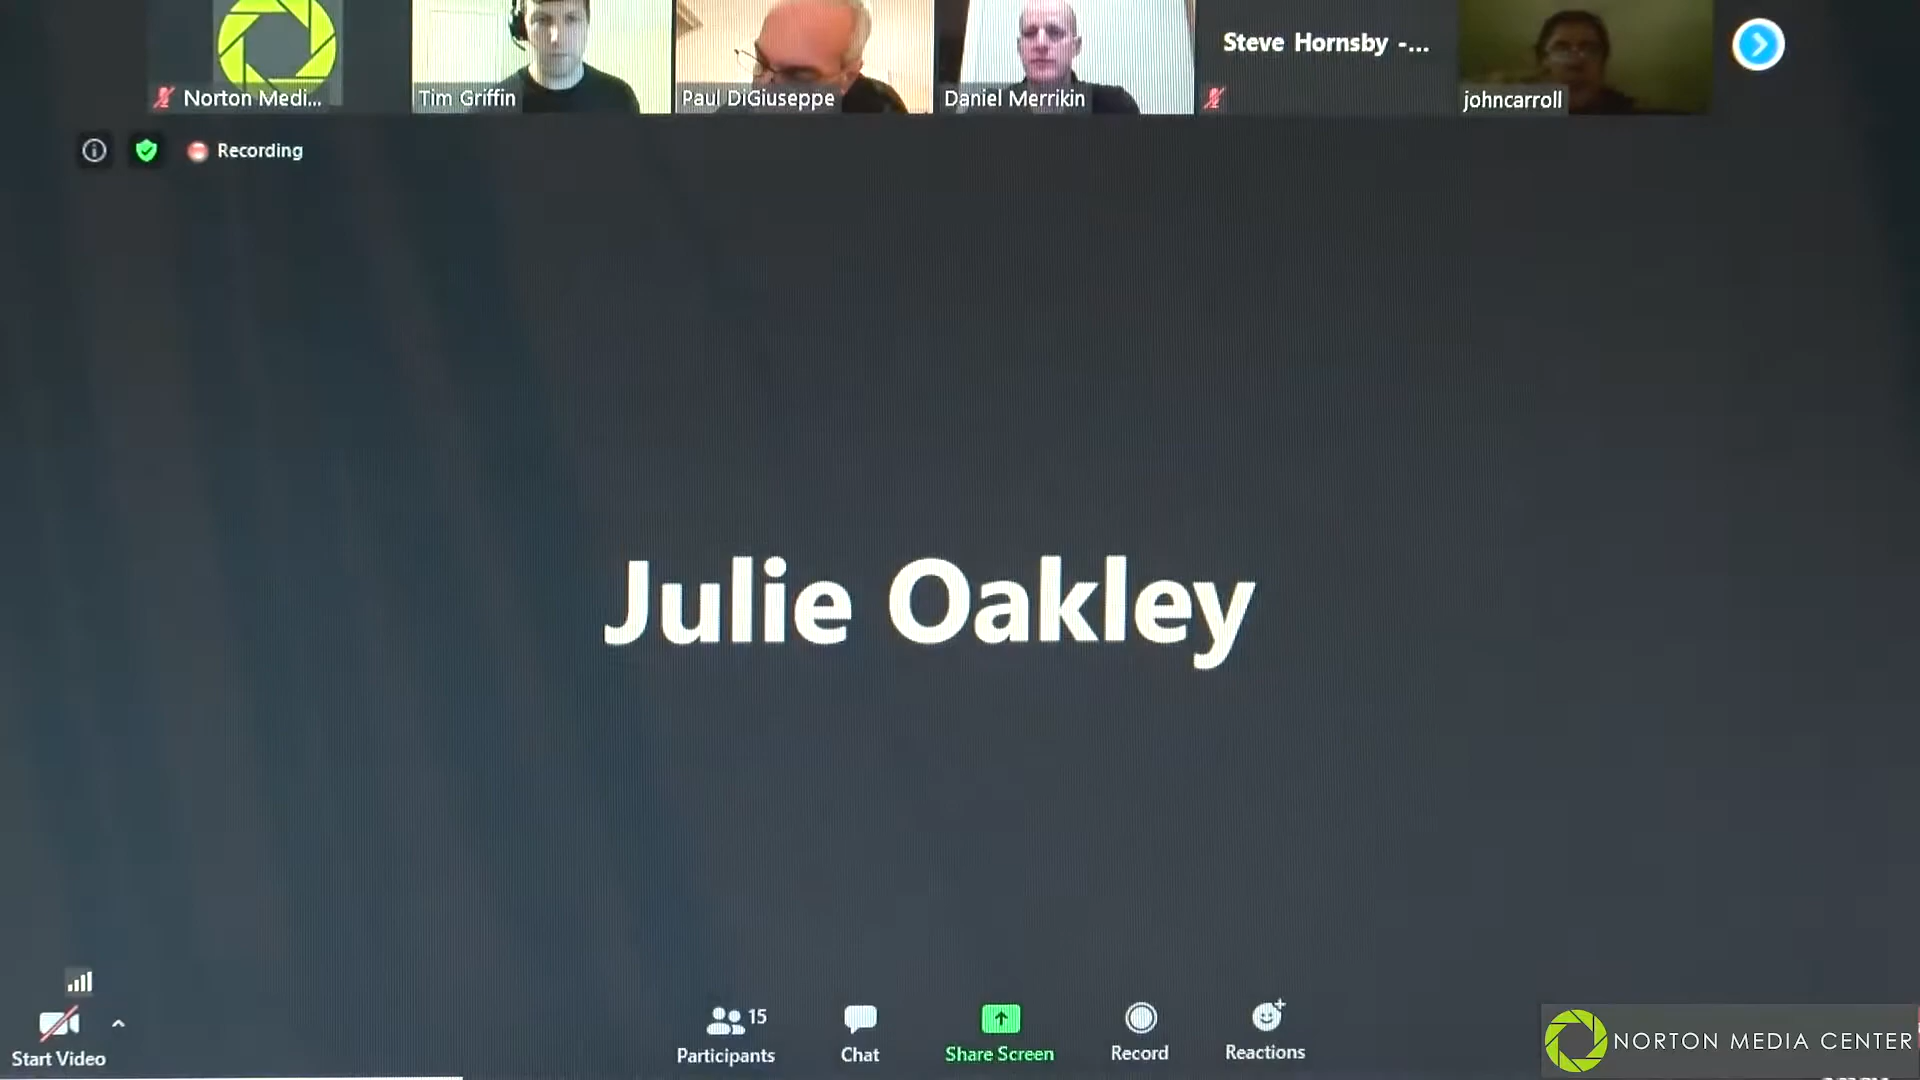 Norton Medi...
Tim Griffin
Paul DiGiuseppe
Daniel Merrikin
Steve Hornsby -...
johncarroll
Recording
Julie Oakley
Start Video
15
Participants
Chat
Share Screen
Record
Reactions
NORTON MEDIA CENTER